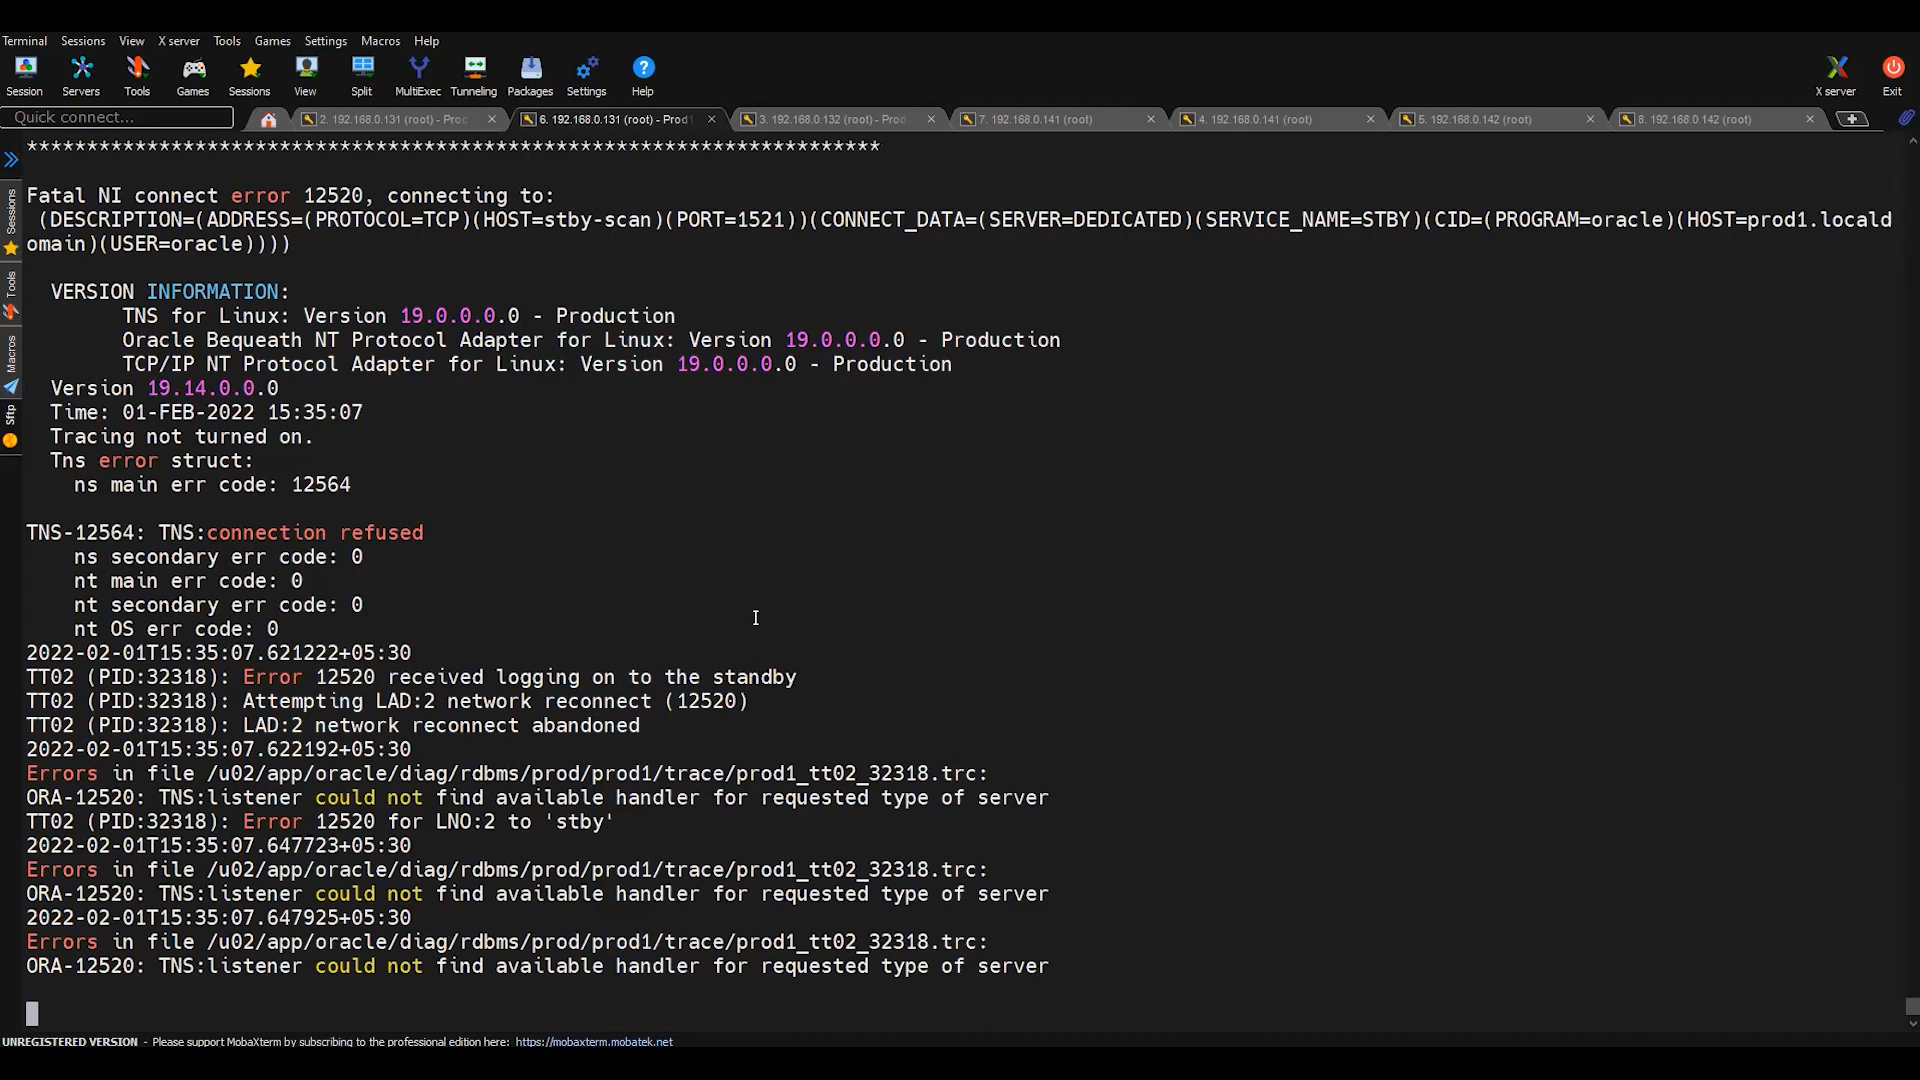 Terminal Sessions View X server Tools Games Settings Macros Help
Session Servers Tools Games Sessions View Split MultiExec Tunneling Packages Settings Help X server Exit
Quick connect... 2. 192.168.0.131 (root) - Prod 6. 192.168.0.131 (root) - Prod1 3. 192.168.0.132 (root) - Prod 7. 192.168.0.141 (root) 4. 192.168.0.141 (root) 5. 192.168.0.142 (root) 8. 192.168.0.142 (root)
Sessions
Tools
Macros
Sftp
***********************************************************************
Fatal NI connect error 12520, connecting to:
(DESCRIPTION=(ADDRESS=(PROTOCOL=TCP)(HOST=stby-scan)(PORT=1521))(CONNECT_DATA=(SERVER=DEDICATED)(SERVICE_NAME=STBY)(CID=(PROGRAM=oracle)(HOST=prod1.locald
omain)(USER=oracle))))
VERSION INFORMATION:
TNS for Linux: Version 19.0.0.0.0 - Production
Oracle Bequeath NT Protocol Adapter for Linux: Version 19.0.0.0.0 - Production
TCP/IP NT Protocol Adapter for Linux: Version 19.0.0.0.0 - Production
Version 19.14.0.0.0
Time: 01-FEB-2022 15:35:07
Tracing not turned on.
Tns error struct:
ns main err code: 12564
TNS-12564: TNS:connection refused
ns secondary err code: 0
nt main err code: 0
nt secondary err code: 0
nt OS err code: 0
2022-02-01T15:35:07.621222+05:30
TT02 (PID:32318): Error 12520 received logging on to the standby
TT02 (PID:32318): Attempting LAD:2 network reconnect (12520)
TT02 (PID:32318): LAD:2 network reconnect abandoned
2022-02-01T15:35:07.622192+05:30
Errors in file /u02/app/oracle/diag/rdbms/prod/prod1/trace/prod1_tt02_32318.trc:
ORA-12520: TNS:listener could not find available handler for requested type of server
TT02 (PID:32318): Error 12520 for LNO:2 to 'stby'
2022-02-01T15:35:07.647723+05:30
Errors in file /u02/app/oracle/diag/rdbms/prod/prod1/trace/prod1_tt02_32318.trc:
ORA-12520: TNS:listener could not find available handler for requested type of server
2022-02-01T15:35:07.647925+05:30
Errors in file /u02/app/oracle/diag/rdbms/prod/prod1/trace/prod1_tt02_32318.trc:
ORA-12520: TNS:listener could not find available handler for requested type of server
UNREGISTERED VERSION - Please support MobaXterm by subscribing to the professional edition here: https://mobaxterm.mobatek.net